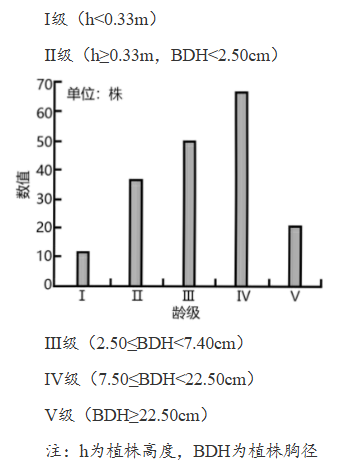 I级（h<0.33m）
II级（h≥0.33m，BDH<2.50cm）
单位：株
70
60
50
40
30
20
10
0
数值
I
II
III
IV
V
龄级
III级（2.50≤BDH<7.40cm）
IV级（7.50≤BDH<22.50cm）
V级（BDH≥22.50cm）
注：h为植株高度，BDH为植株胸径